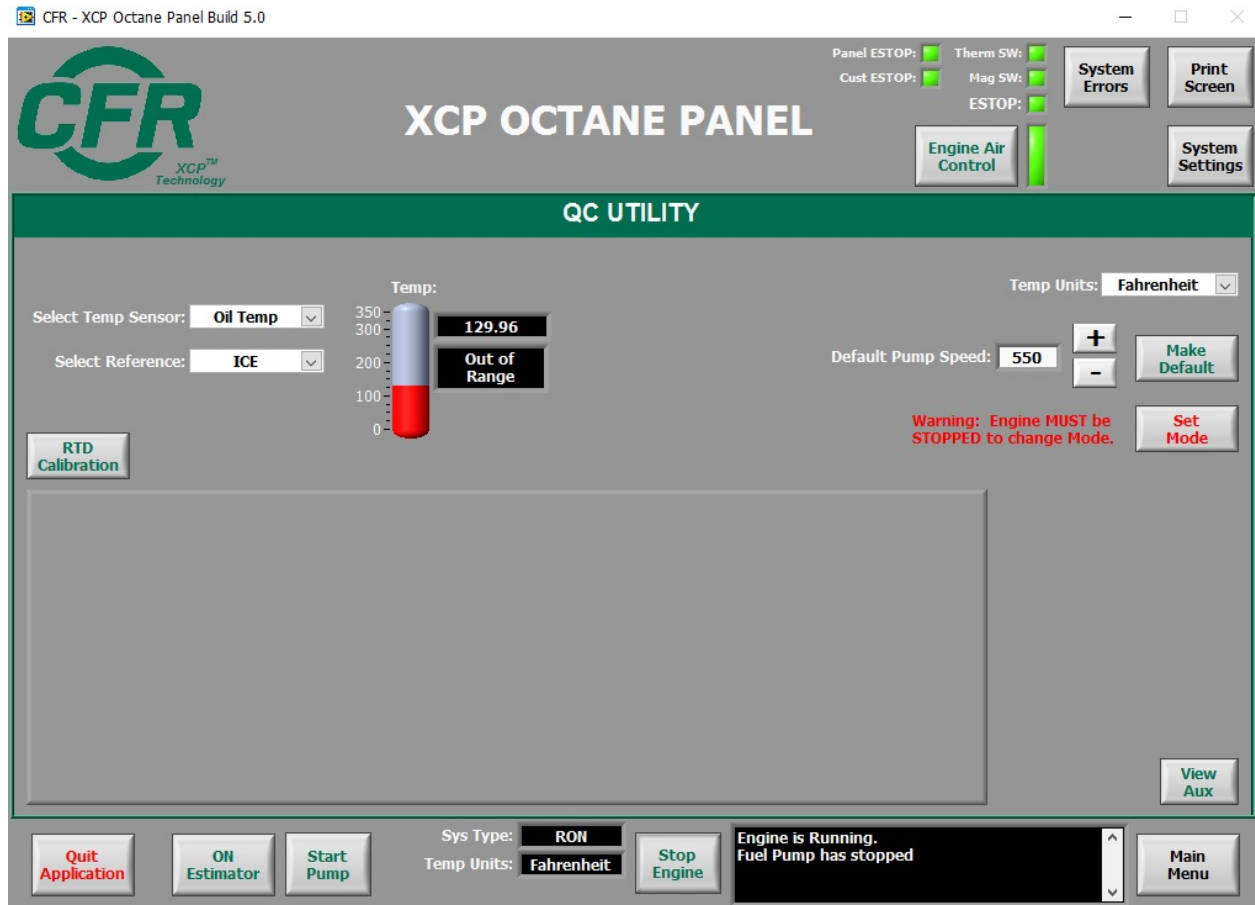 CFR - XCP Octane Panel Build 5.0
CFR
XCP™
Technology
XCP OCTANE PANEL
Panel ESTOP:
Therm SW:
Cust ESTOP:
Mag SW:
ESTOP:
Engine Air
Control
System
Errors
Print
Screen
System
Settings
QC UTILITY
Select Temp Sensor:
Oil Temp
Select Reference:
ICE
Temp:
350
300
200
100
0
129.96
Out of
Range
Temp Units:
Fahrenheit
Default Pump Speed:
550
+
-
Make
Default
Warning: Engine MUST be
STOPPED to change Mode.
Set
Mode
RTD
Calibration
View
Aux
Quit
Application
ON
Estimator
Start
Pump
Sys Type:
RON
Temp Units:
Fahrenheit
Stop
Engine
Engine is Running.
Fuel Pump has stopped
Main
Menu